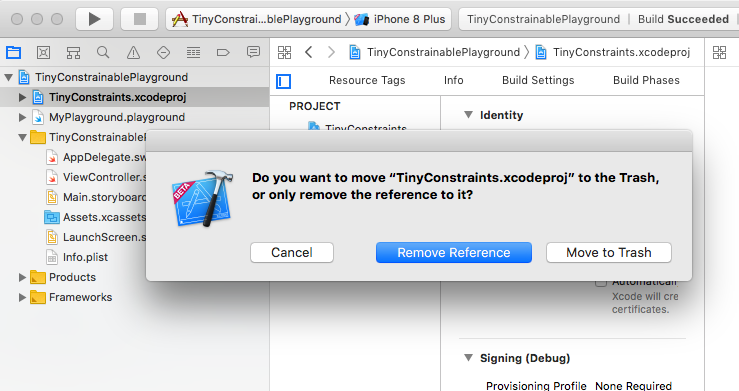 TinyConstrai...blePlayground
iPhone 8 Plus
TinyConstrainablePlayground
Build Succeeded
TinyConstrainablePlayground
TinyConstraints.xcodeproj
TinyConstrainablePlayground
TinyConstraints.xcodeproj
MyPlayground.playground
TinyConstrainableP
AppDelegate.sw
ViewController.s
Main.storyboard
Assets.xcassets
LaunchScreen.s
Info.plist
Products
Frameworks
Resource Tags
Info
Build Settings
Build Phases
PROJECT
TinyConstraints
Identity
BETA
Do you want to move “TinyConstraints.xcodeproj” to the Trash,
or only remove the reference to it?
Cancel
Remove Reference
Move to Trash
Automaticall
Xcode will cre
certificates.
Signing (Debug)
Provisioning Profile None Required